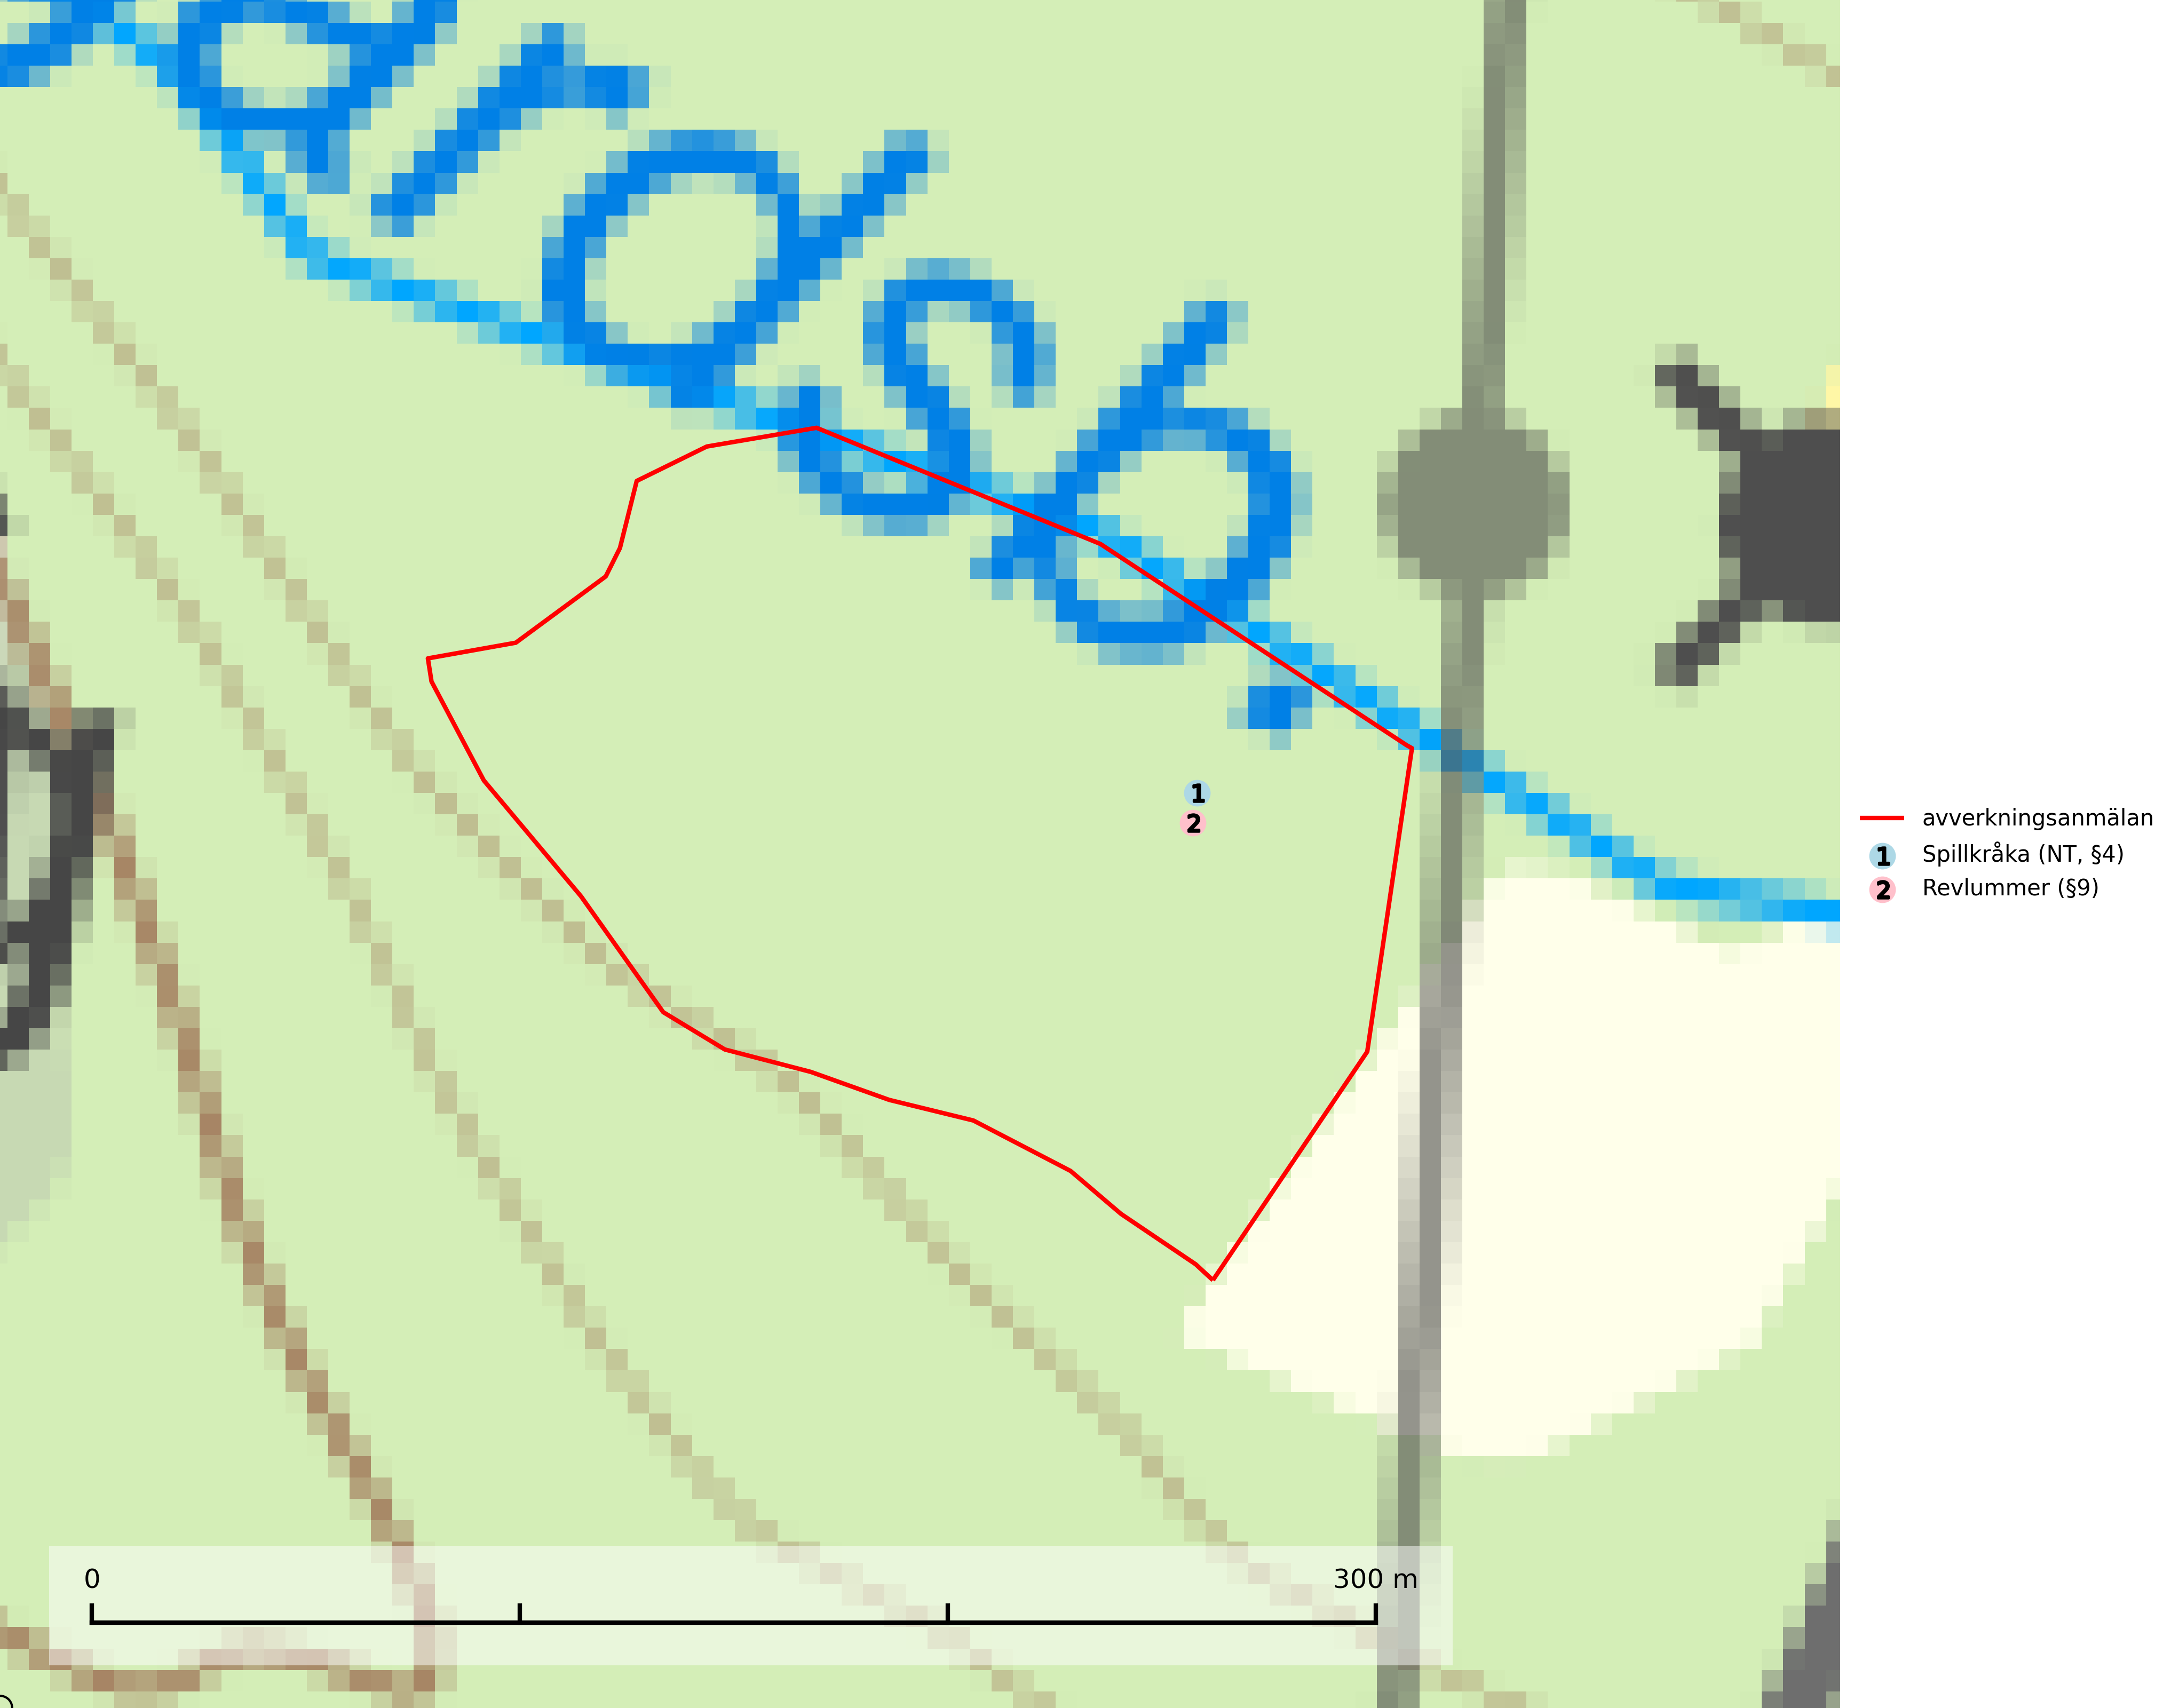 1
2
avverkningsanmälan
1 Spillkråka (NT, §4)
2 Revlummer (§9)
0 300 m